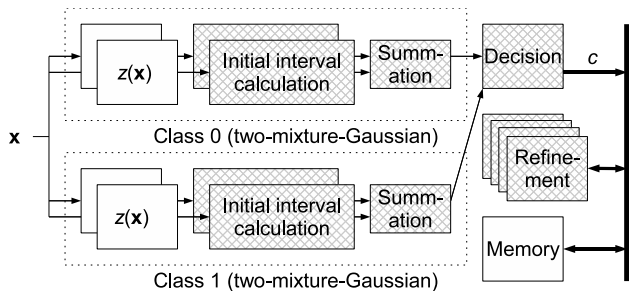 z(x)
Initial interval
calculation
Summ-
ation
Decision
c
Class 0 (two-mixture-Gaussian)
x
Refine-
ment
z(x)
Initial interval
calculation
Summ-
ation
Memory
Class 1 (two-mixture-Gaussian)